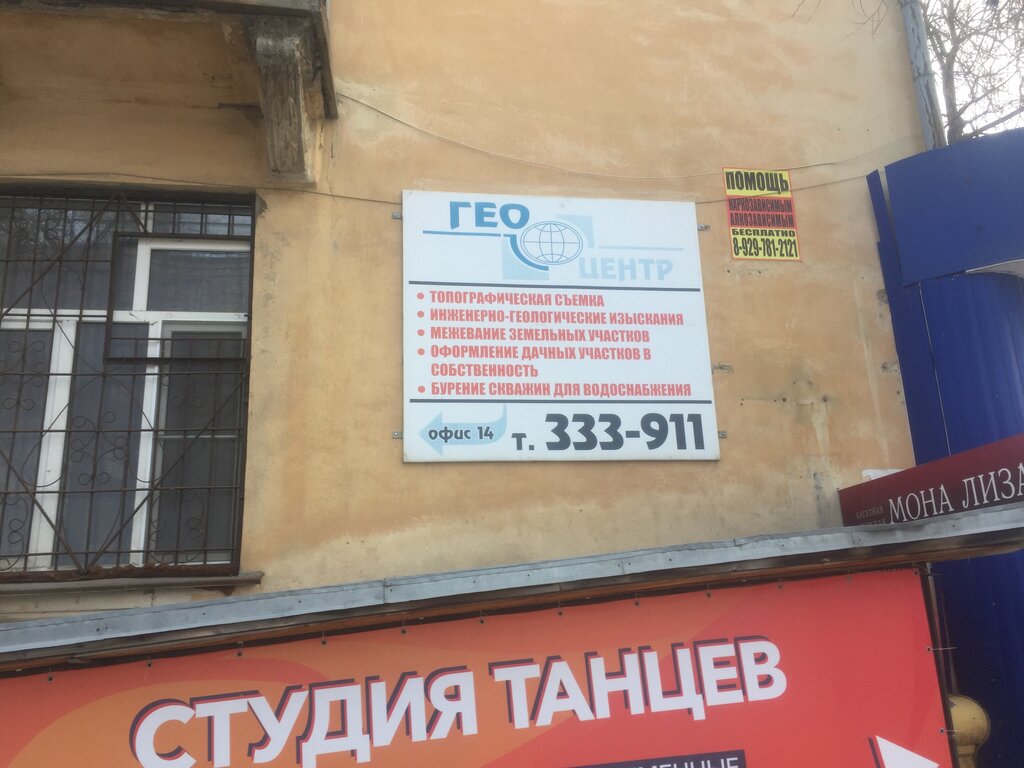 ГЕО
ЦЕНТР
• ТОПОГРАФИЧЕСКАЯ СЪЕМКА
• ИНЖЕНЕРНО-ГЕОЛОГИЧЕСКИЕ ИЗЫСКАНИЯ
• МЕЖЕВАНИЕ ЗЕМЕЛЬНЫХ УЧАСТКОВ
• ОФОРМЛЕНИЕ ДАЧНЫХ УЧАСТКОВ В
СОБСТВЕННОСТЬ
• БУРЕНИЕ СКВАЖИН ДЛЯ ВОДОСНАБЖЕНИЯ
офис 14 т. 333-911
ПОМОЩЬ
НАРКОЗАВИСИМЫМ
АЛКОЗАВИСИМЫМ
БЕСПЛАТНО
8-929-781-2121
БАГЕТНАЯ
МОНА ЛИЗА
СТУДИЯ ТАНЦЕВ